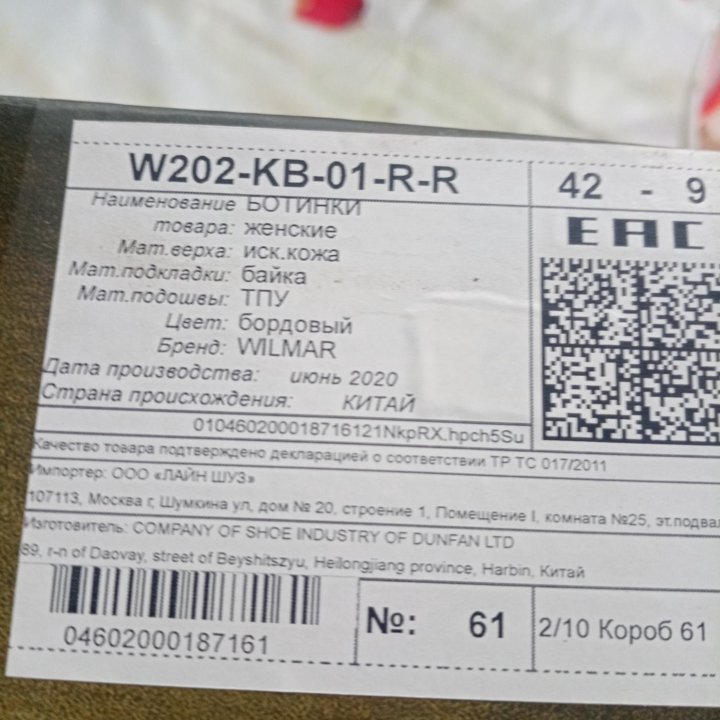 W202-KB-01-R-R
42 - 9
Наименование БОТИНКИ
товара: женские
Мат.верха: иск.кожа
Мат.подкладки: байка
Мат.подошвы: ТПУ
Цвет: бордовый
Бренд: WILMAR
Дата производства: июнь 2020
Страна происхождения: КИТАЙ
EAC
010460200018716121NkpRX.hpch5Su
Качество товара подтверждено декларацией о соответствии ТР ТС 017/2011
Импортер: ООО «ЛАЙН ШУЗ»
107113, Москва г, Шумкина ул, дом № 20, строение 1, Помещение I, комната №25, эт.подвал
Изготовитель: COMPANY OF SHOE INDUSTRY OF DUNFAN LTD
89, r-n of Daovay, street of Beyshitszyu, Heilongjiang province, Harbin, Китай
04602000187161
№: 61
2/10 Короб 61